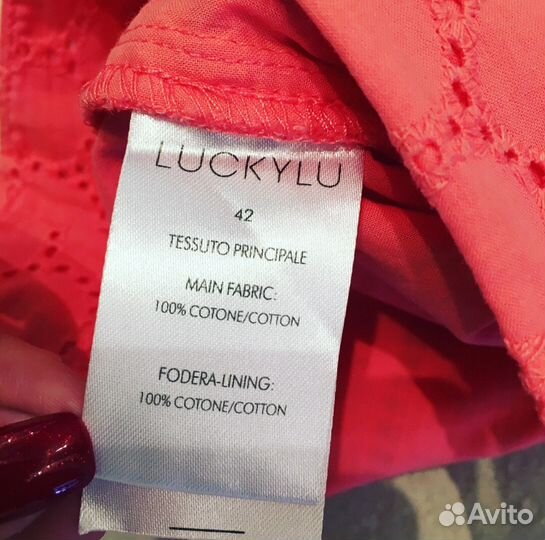 LUCKYLU
42
TESSUTO PRINCIPALE
MAIN FABRIC:
100% COTONE/COTTON
FODERA-LINING:
100% COTONE/COTTON
Avito